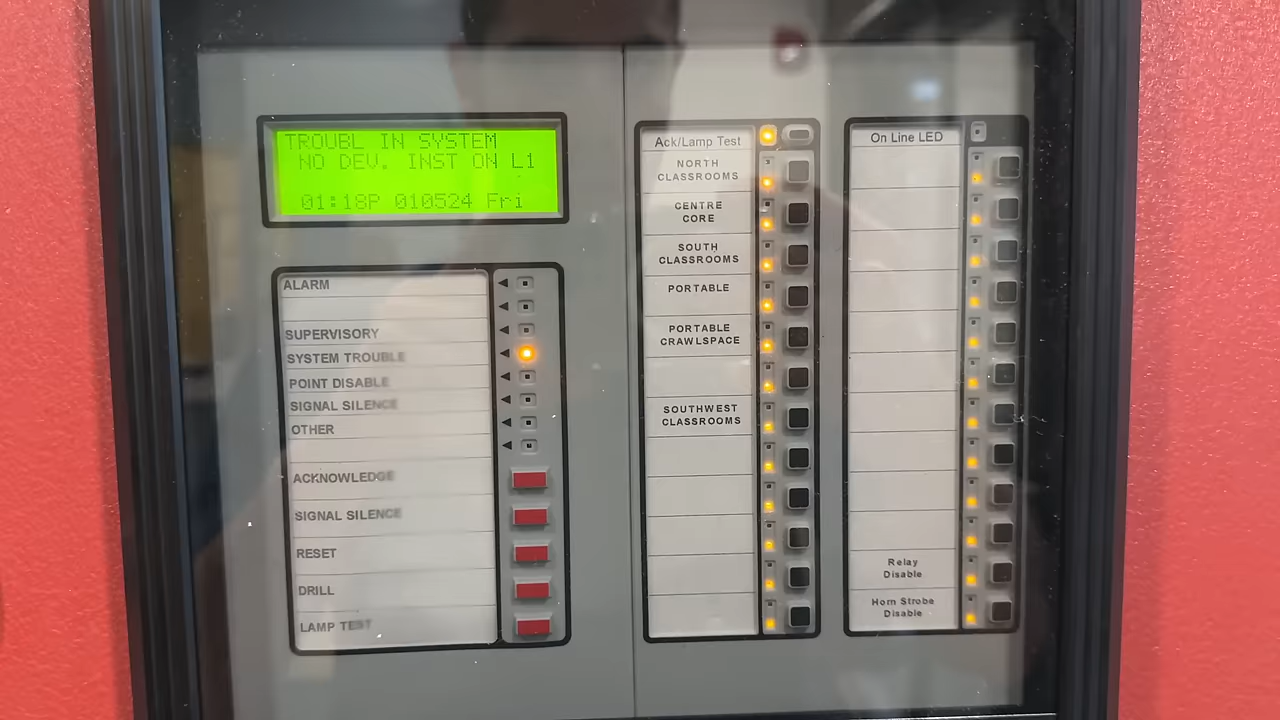 TROUBL IN SYSTEM
NO DEV. INST ON L1
01:18P 010524 Fri
ALARM
SUPERVISORY
SYSTEM TROUBLE
POINT DISABLE
SIGNAL SILENCE
OTHER
ACKNOWLEDGE
SIGNAL SILENCE
RESET
DRILL
LAMP TEST
Ack/Lamp Test
NORTH
CLASSROOMS
CENTRE
CORE
SOUTH
CLASSROOMS
PORTABLE
PORTABLE
CRAWLSPACE
SOUTHWEST
CLASSROOMS
On Line LED
Relay
Disable
Horn Strobe
Disable